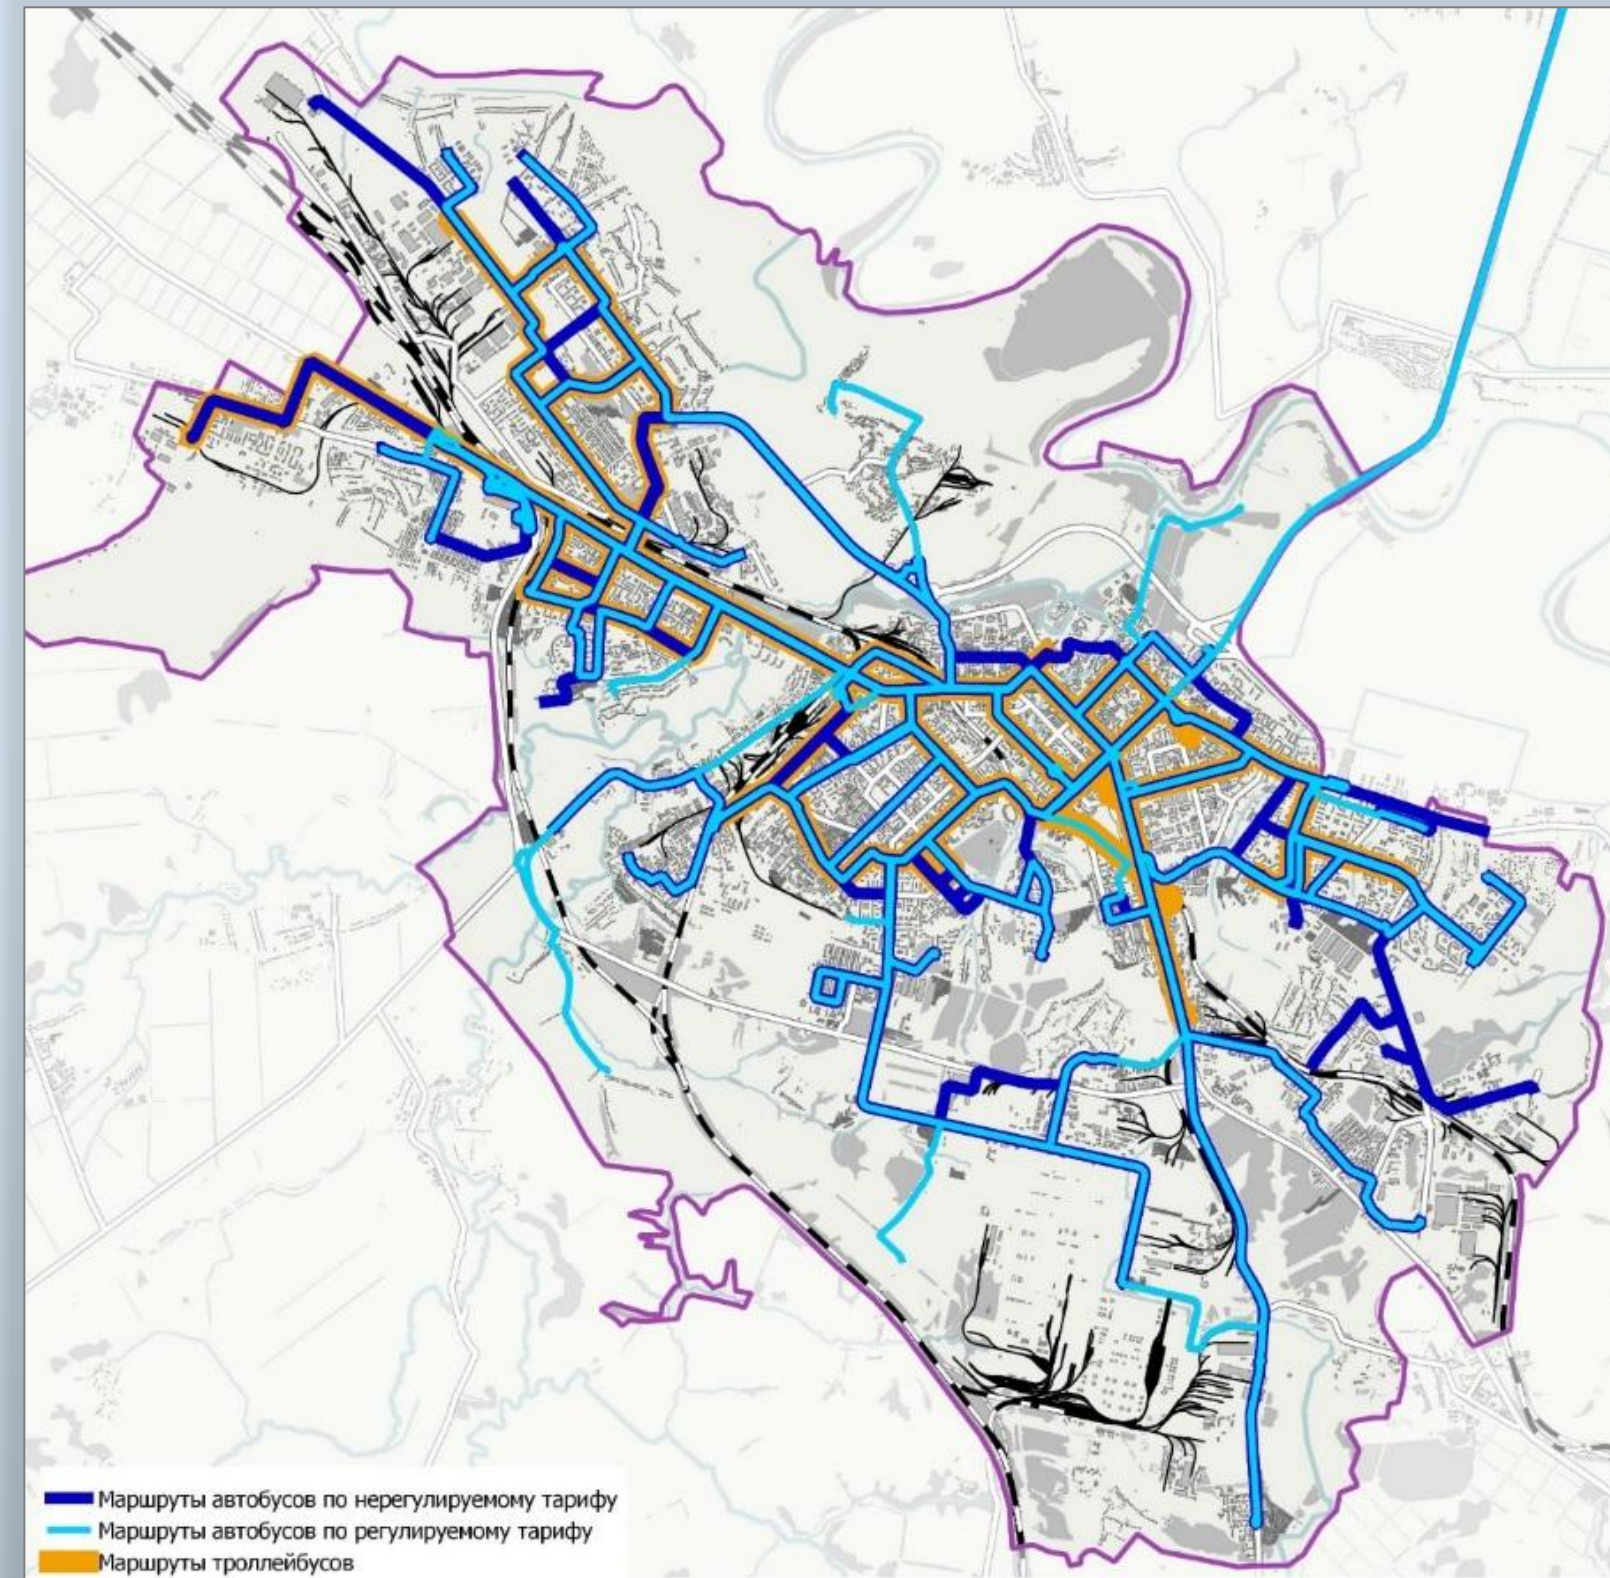 Маршруты автобусов по нерегулируемому тарифу
Маршруты автобусов по регулируемому тарифу
Маршруты троллейбусов